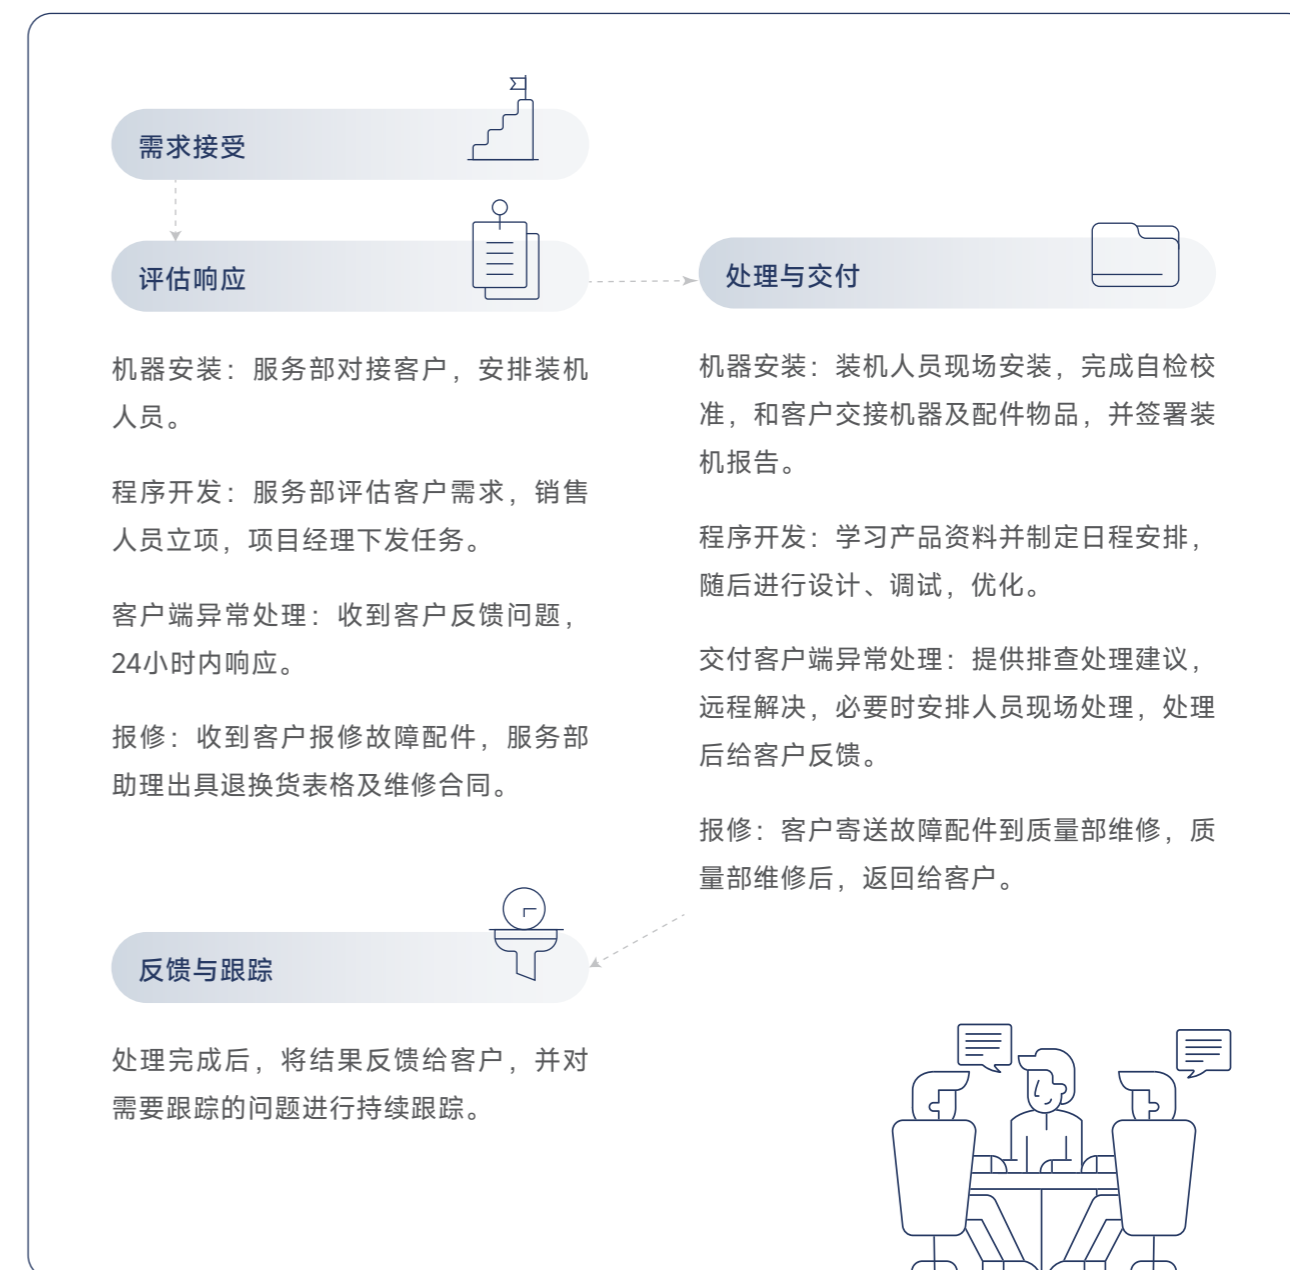 需求接受
评估响应
机器安装：服务部对接客户，安排装机
人员。
程序开发：服务部评估客户需求，销售
人员立项，项目经理下发任务。
客户端异常处理：收到客户反馈问题，
24小时内响应。
报修：收到客户报修故障配件，服务部
助理出具退换货表格及维修合同。
处理与交付
机器安装：装机人员现场安装，完成自检校
准，和客户交接机器及配件物品，并签署装
机报告。
程序开发：学习产品资料并制定日程安排，
随后进行设计、调试，优化。
交付客户端异常处理：提供排查处理建议，
远程解决，必要时安排人员现场处理，处理
后给客户反馈。
报修：客户寄送故障配件到质量部维修，质
量部维修后，返回给客户。
反馈与跟踪
处理完成后，将结果反馈给客户，并对
需要跟踪的问题进行持续跟踪。